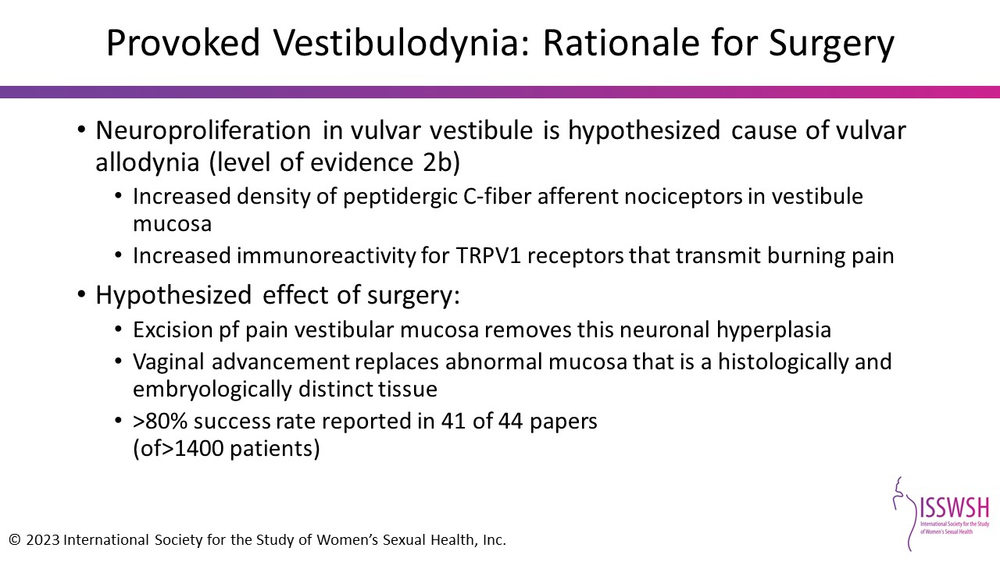 Provoked Vestibulodynia: Rationale for Surgery
• Neuroproliferation in vulvar vestibule is hypothesized cause of vulvar
allodynia (level of evidence 2b)
• Increased density of peptidergic C-fiber afferent nociceptors in vestibule
mucosa
• Increased immunoreactivity for TRPV1 receptors that transmit burning pain
• Hypothesized effect of surgery:
• Excision pf pain vestibular mucosa removes this neuronal hyperplasia
• Vaginal advancement replaces abnormal mucosa that is a histologically and
embryologically distinct tissue
• >80% success rate reported in 41 of 44 papers
(of>1400 patients)
ISSWSH
International Society for the Study
of Women's Sexual Health
© 2023 International Society for the Study of Women’s Sexual Health, Inc.